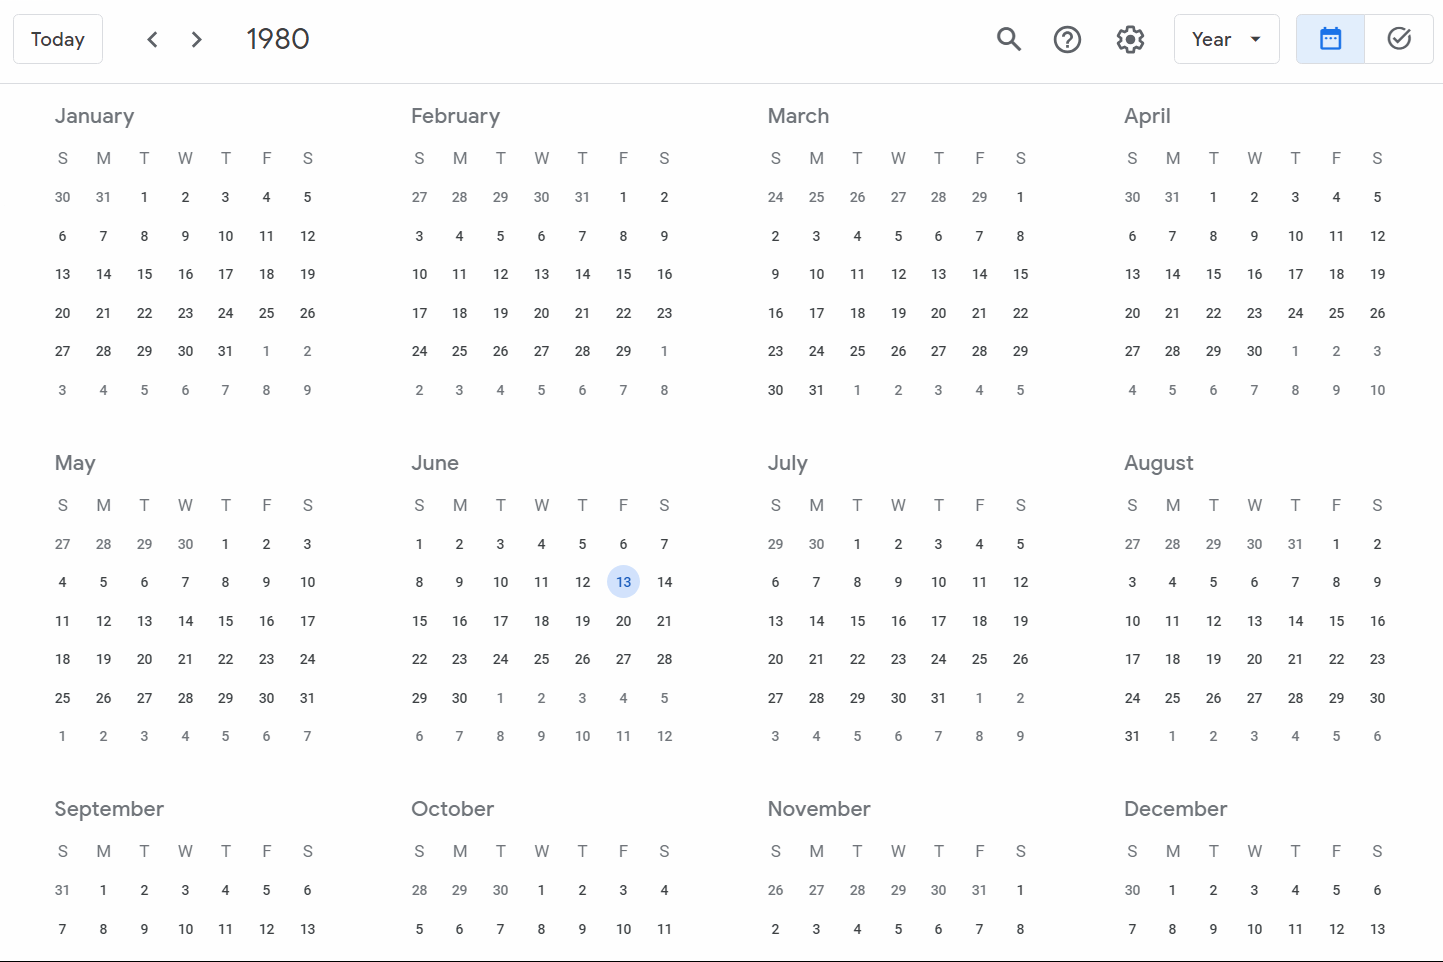 Today 1980 Year
January February March April
S M T W T F S S M T W T F S S M T W T F S S M T W T F S
30 31 1 2 3 4 5 27 28 29 30 31 1 2 24 25 26 27 28 29 1 30 31 1 2 3 4 5
6 7 8 9 10 11 12 3 4 5 6 7 8 9 2 3 4 5 6 7 8 6 7 8 9 10 11 12
13 14 15 16 17 18 19 10 11 12 13 14 15 16 9 10 11 12 13 14 15 13 14 15 16 17 18 19
20 21 22 23 24 25 26 17 18 19 20 21 22 23 16 17 18 19 20 21 22 20 21 22 23 24 25 26
27 28 29 30 31 1 2 24 25 26 27 28 29 1 23 24 25 26 27 28 29 27 28 29 30 1 2 3
3 4 5 6 7 8 9 2 3 4 5 6 7 8 30 31 1 2 3 4 5 4 5 6 7 8 9 10
May June July August
S M T W T F S S M T W T F S S M T W T F S S M T W T F S
27 28 29 30 1 2 3 1 2 3 4 5 6 7 29 30 1 2 3 4 5 27 28 29 30 31 1 2
4 5 6 7 8 9 10 8 9 10 11 12 13 14 6 7 8 9 10 11 12 3 4 5 6 7 8 9
11 12 13 14 15 16 17 15 16 17 18 19 20 21 13 14 15 16 17 18 19 10 11 12 13 14 15 16
18 19 20 21 22 23 24 22 23 24 25 26 27 28 20 21 22 23 24 25 26 17 18 19 20 21 22 23
25 26 27 28 29 30 31 29 30 1 2 3 4 5 27 28 29 30 31 1 2 24 25 26 27 28 29 30
1 2 3 4 5 6 7 6 7 8 9 10 11 12 3 4 5 6 7 8 9 31 1 2 3 4 5 6
September October November December
S M T W T F S S M T W T F S S M T W T F S S M T W T F S
31 1 2 3 4 5 6 28 29 30 1 2 3 4 26 27 28 29 30 31 1 30 1 2 3 4 5 6
7 8 9 10 11 12 13 5 6 7 8 9 10 11 2 3 4 5 6 7 8 7 8 9 10 11 12 13